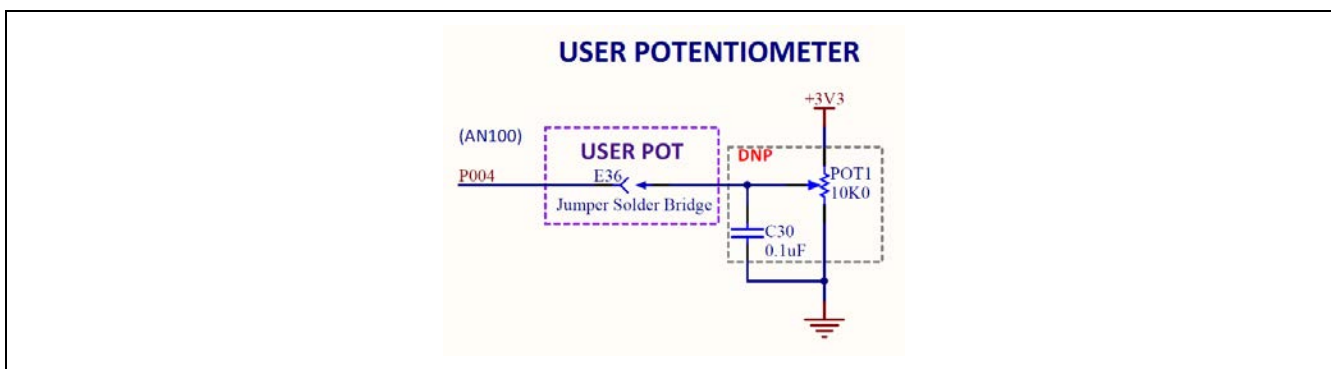 USER POTENTIOMETER
+3V3
(AN100)
USER POT
DNP
P004
E36
POT1
10K0
Jumper Solder Bridge
C30
0.1uF